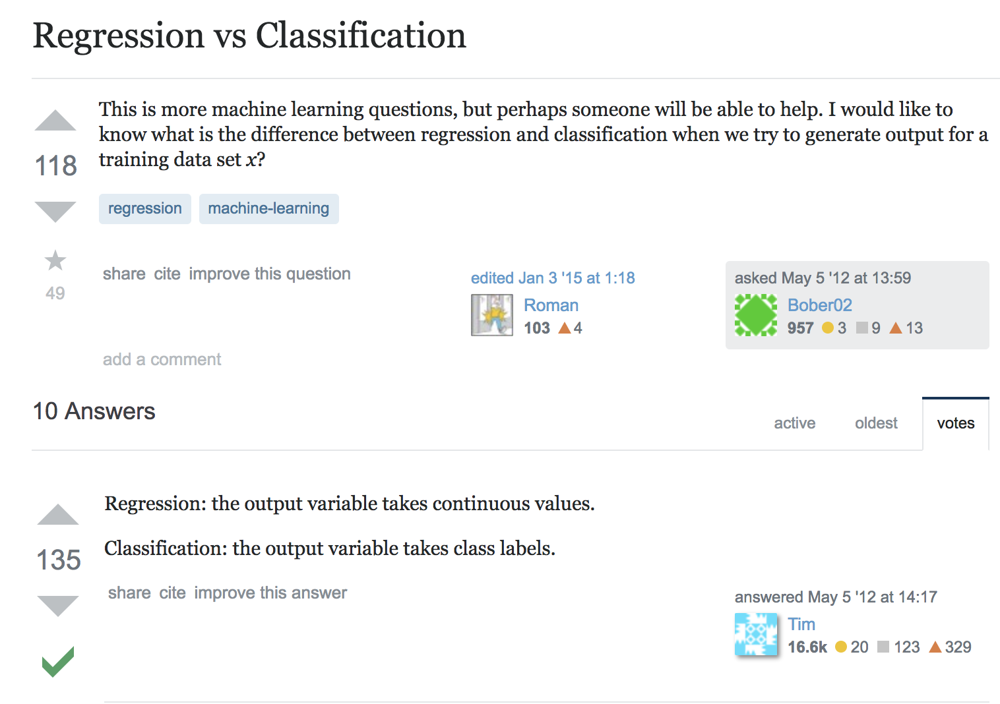 Regression vs Classification
This is more machine learning questions, but perhaps someone will be able to help. I would like to
know what is the difference between regression and classification when we try to generate output for a
training data set x?
118
regression machine-learning
49
share cite improve this question
edited Jan 3 '15 at 1:18
Roman
103 4
asked May 5 '12 at 13:59
Bober02
957 3 9 13
add a comment
10 Answers
active oldest votes
Regression: the output variable takes continuous values.
135
Classification: the output variable takes class labels.
share cite improve this answer
answered May 5 '12 at 14:17
Tim
16.6k 20 123 329